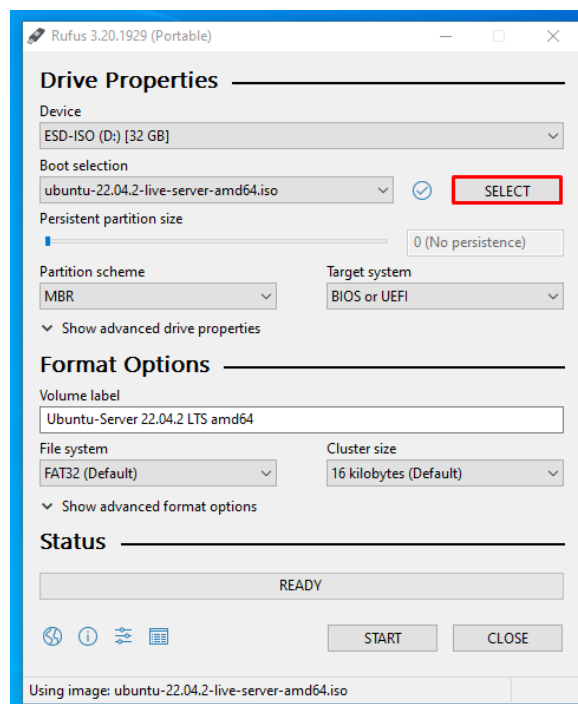 Rufus 3.20.1929 (Portable)
Drive Properties
Device
ESD-ISO (D:) [32 GB]
Boot selection
ubuntu-22.04.2-live-server-amd64.iso
SELECT
Persistent partition size
0 (No persistence)
Partition scheme
Target system
MBR
BIOS or UEFI
Show advanced drive properties
Format Options
Volume label
Ubuntu-Server 22.04.2 LTS amd64
File system
Cluster size
FAT32 (Default)
16 kilobytes (Default)
Show advanced format options
Status
READY
START
CLOSE
Using image: ubuntu-22.04.2-live-server-amd64.iso